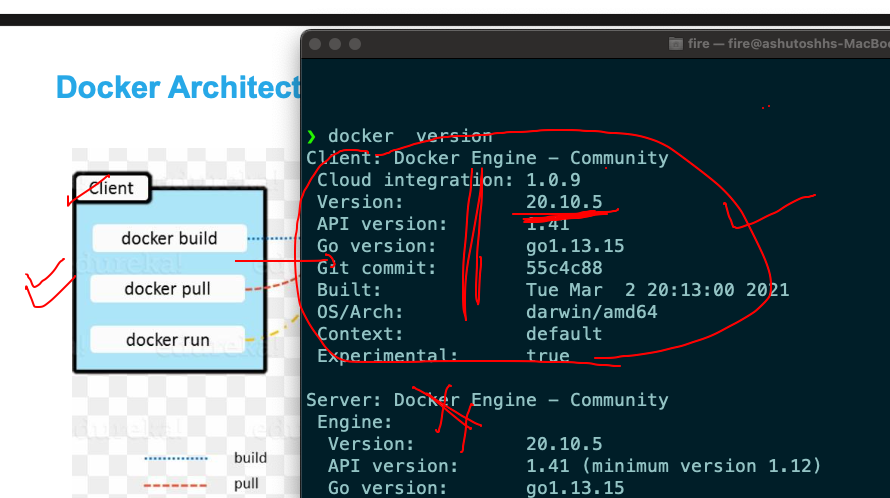 Docker Architect
Client
docker build
docker pull
docker run
build
pull
fire — fire@ashutoshhs-MacBoo
❯ docker  version
Client: Docker Engine – Community
Cloud integration: 1.0.9
Version: 20.10.5
API version: 1.41
Go version: go1.13.15
Git commit: 55c4c88
Built: Tue Mar  2 20:13:00 2021
OS/Arch: darwin/amd64
Context: default
Experimental: true
Server: Docker Engine – Community
Engine:
Version: 20.10.5
API version: 1.41 (minimum version 1.12)
Go version: go1.13.15